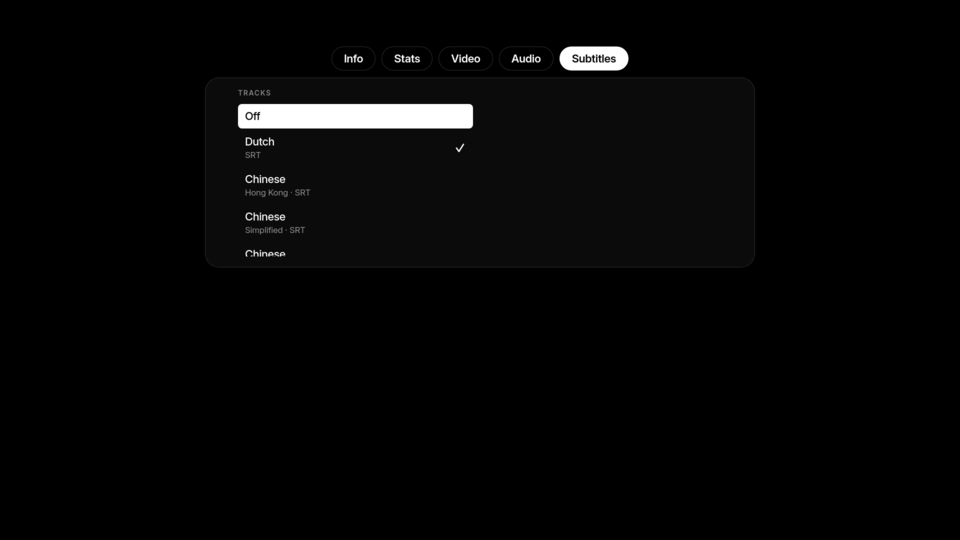 Info
Stats
Video
Audio
Subtitles
TRACKS
Off
Dutch
SRT
Chinese
Hong Kong · SRT
Chinese
Simplified · SRT
Chinese